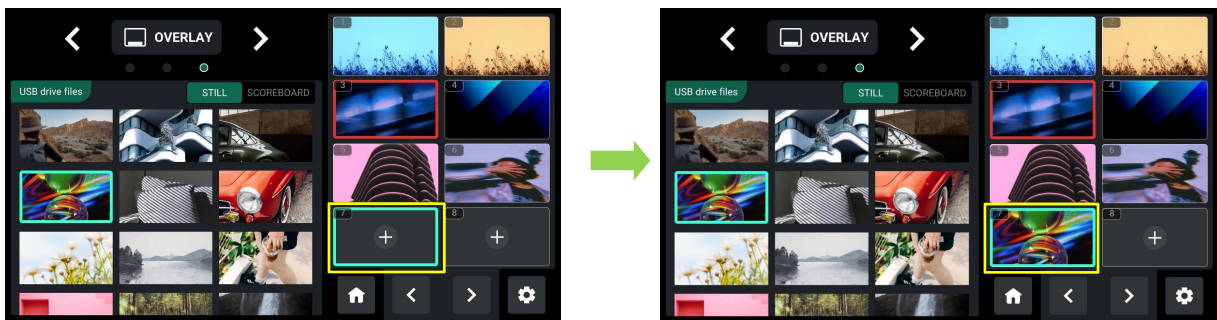 OVERLAY
USB drive files
STILL SCOREBOARD
1 2
3 4
5 6
7 8
OVERLAY
USB drive files
STILL SCOREBOARD
1 2
3 4
5 6
7 8